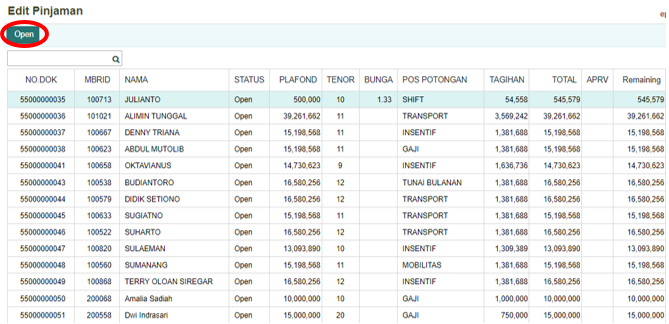 Edit Pinjaman
Open
NO.DOK MBRID NAMA STATUS PLAFOND TENOR BUNGA POS POTONGAN TAGIHAN TOTAL APRV Remaining
55000000035 100713 JULIANTO Open 500,000 10 1.33 SHIFT 54,558 545,579 545,579
55000000036 101021 ALIMIN TUNGGAL Open 39,261,662 11 TRANSPORT 3,569,242 39,261,662 39,261,662
55000000037 100667 DENNY TRIANA Open 15,198,568 11 INSENTIF 1,381,688 15,198,568 15,198,568
55000000038 100623 ABDUL MUTOLIB Open 15,198,568 11 GAJI 1,381,688 15,198,568 15,198,568
55000000041 100658 OKTAVIANUS Open 14,730,623 9 INSENTIF 1,636,736 14,730,623 14,730,623
55000000043 100538 BUDIANTORO Open 16,580,256 12 TUNAI BULANAN 1,381,688 16,580,256 16,580,256
55000000044 100579 DIDIK SETIONO Open 16,580,256 12 TRANSPORT 1,381,688 16,580,256 16,580,256
55000000045 100633 SUGIATNO Open 15,198,568 11 TRANSPORT 1,381,688 15,198,568 15,198,568
55000000046 100522 SUHARTO Open 16,580,256 12 TRANSPORT 1,381,688 16,580,256 16,580,256
55000000047 100820 SULAEMAN Open 13,093,890 10 INSENTIF 1,309,389 13,093,890 13,093,890
55000000048 100560 SUMANANG Open 15,198,568 11 MOBILITAS 1,381,688 15,198,568 15,198,568
55000000049 100868 TERRY OLOAN SIREGAR Open 16,580,256 12 INSENTIF 1,381,688 16,580,256 16,580,256
55000000050 200068 Amalia Sadiah Open 10,000,000 10 GAJI 1,000,000 10,000,000 10,000,000
55000000051 200558 Dwi Indrasari Open 15,000,000 20 GAJI 750,000 15,000,000 15,000,000